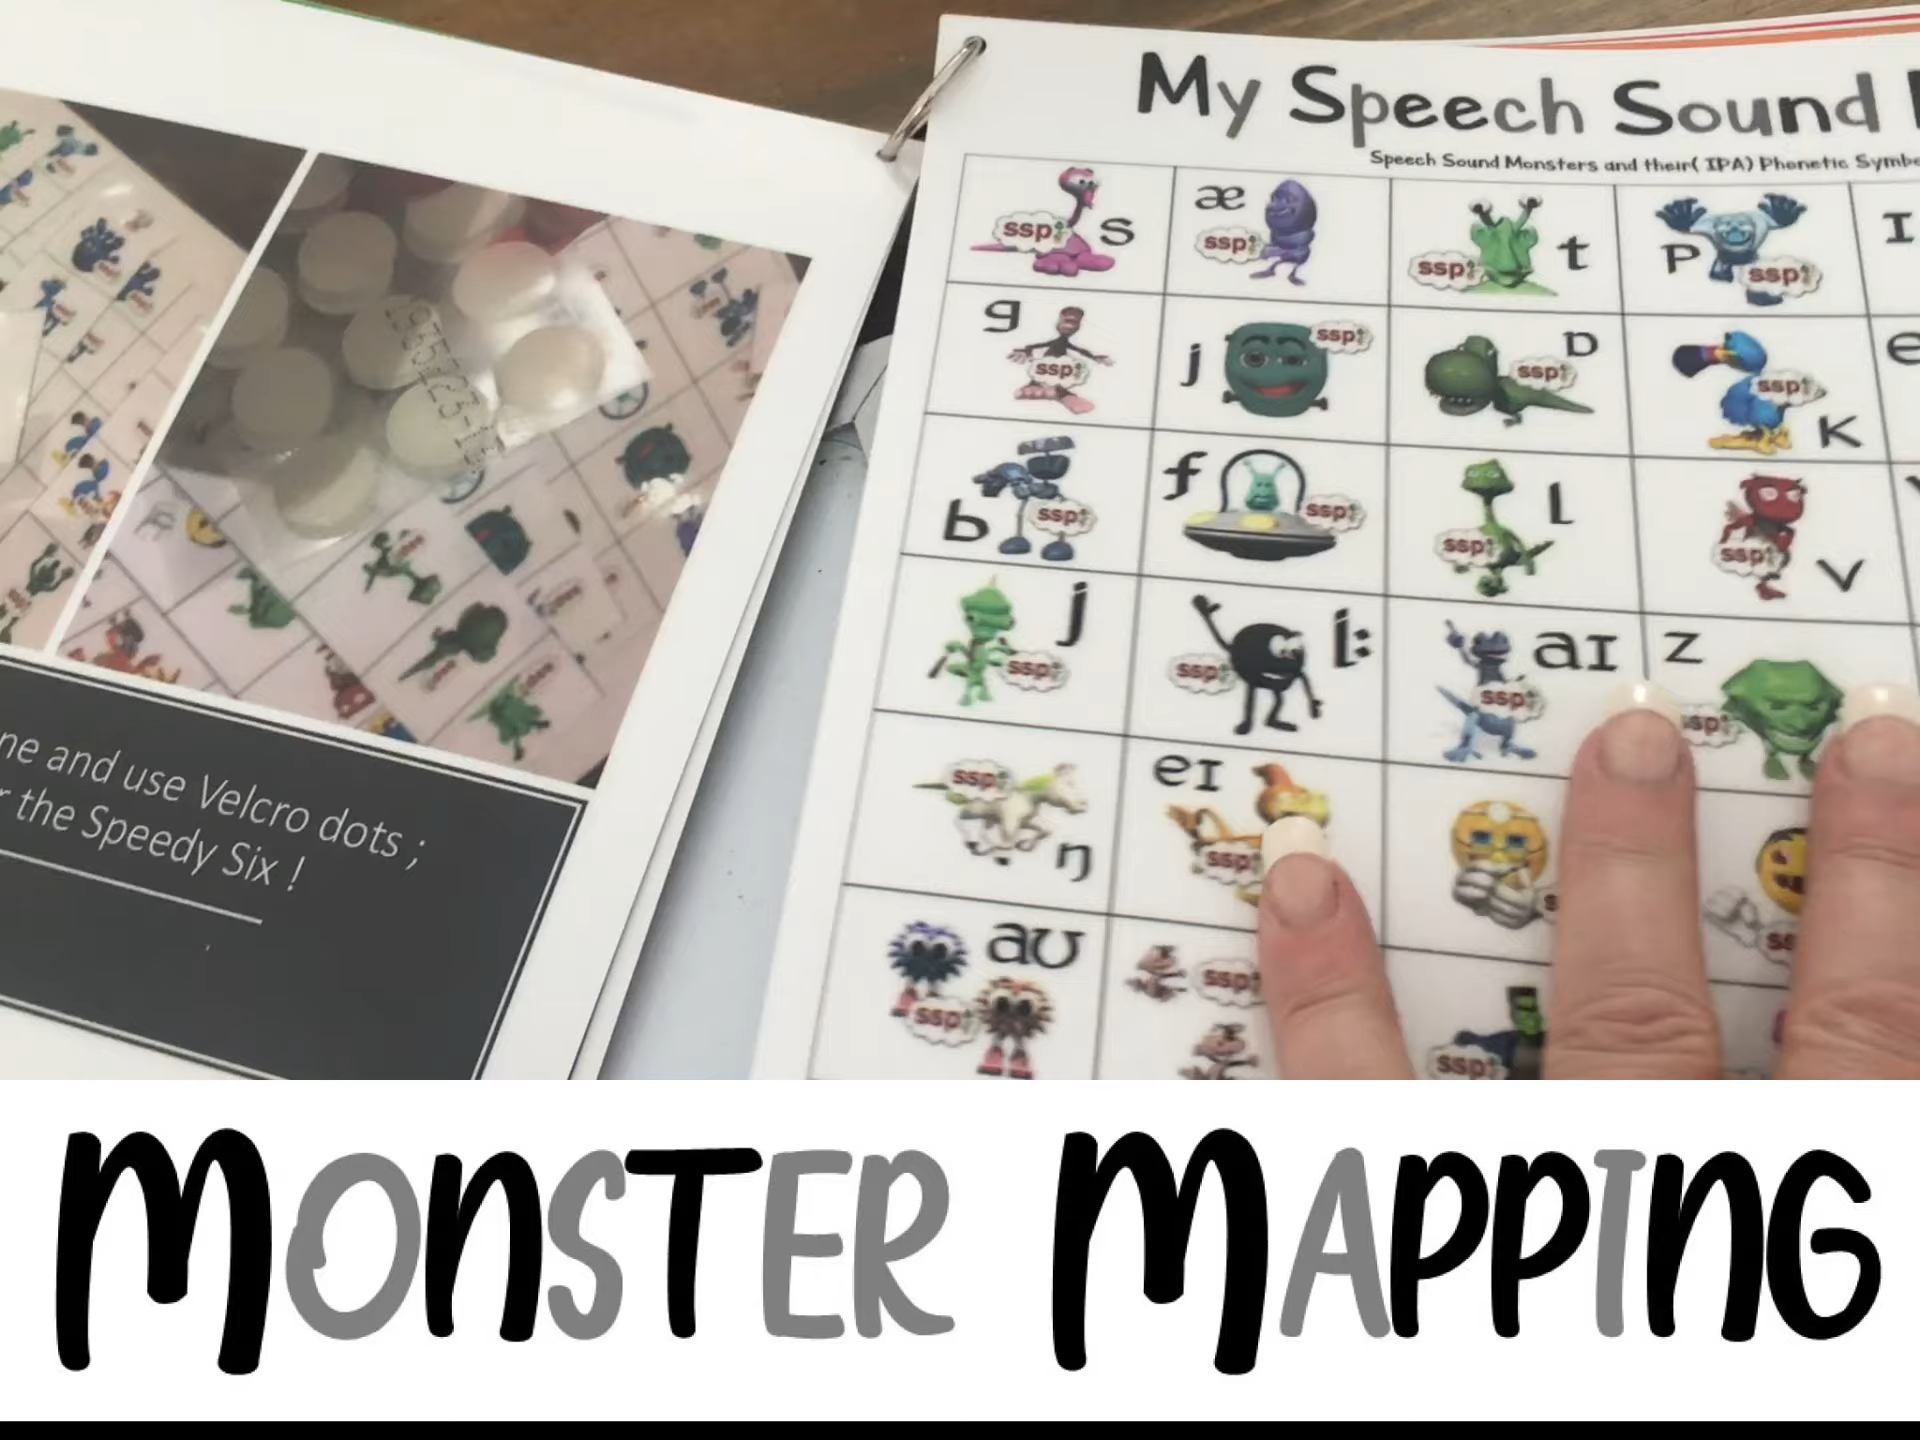 ne and use Velcro dots ;
r the Speedy Six !
My Speech Sound
Speech Sound Monsters and their( IPA) Phonetic Symb
ssp s
æ ssp
ssp t
P ssp
I
g ssp
j ssp
ssp ɒ
ssp K
e
b ssp
f ssp
ssp l
ssp v
j ssp
ssp i:
aɪ ssp
z ssp
ssp ŋ
eɪ ssp
aʊ ssp
ssp
ssp
MONSTER MAPPING